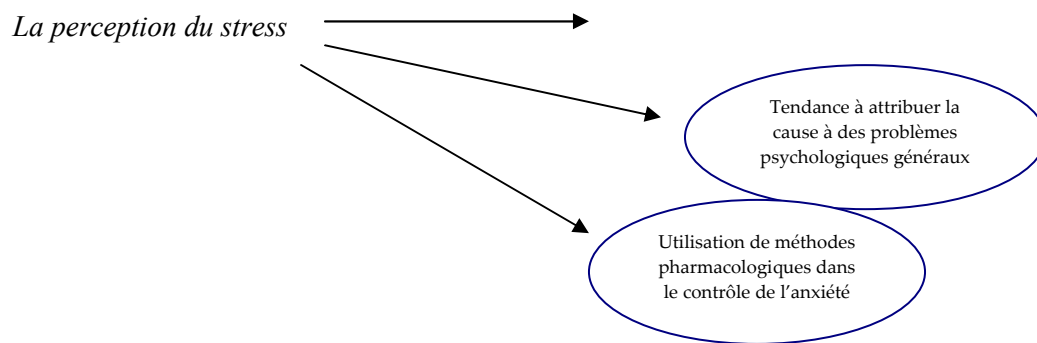 La perception du stress
Tendance à attribuer la
cause à des problèmes
psychologiques généraux
Utilisation de méthodes
pharmacologiques dans
le contrôle de l’anxiété